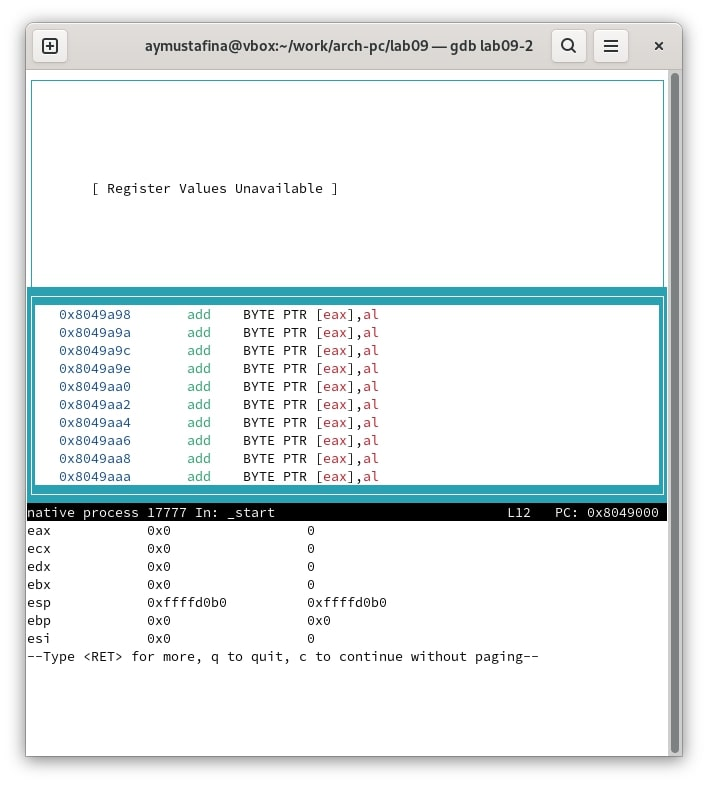 aymustafina@vbox:~/work/arch-pc/lab09 — gdb lab09-2
[ Register Values Unavailable ]
0x8049a98 add BYTE PTR [eax],al
0x8049a9a add BYTE PTR [eax],al
0x8049a9c add BYTE PTR [eax],al
0x8049a9e add BYTE PTR [eax],al
0x8049aa0 add BYTE PTR [eax],al
0x8049aa2 add BYTE PTR [eax],al
0x8049aa4 add BYTE PTR [eax],al
0x8049aa6 add BYTE PTR [eax],al
0x8049aa8 add BYTE PTR [eax],al
0x8049aaa add BYTE PTR [eax],al
native process 17777 In: _start L12 PC: 0x8049000
eax 0x0 0
ecx 0x0 0
edx 0x0 0
ebx 0x0 0
esp 0xffffd0b0 0xffffd0b0
ebp 0x0 0x0
esi 0x0 0
--Type <RET> for more, q to quit, c to continue without paging--